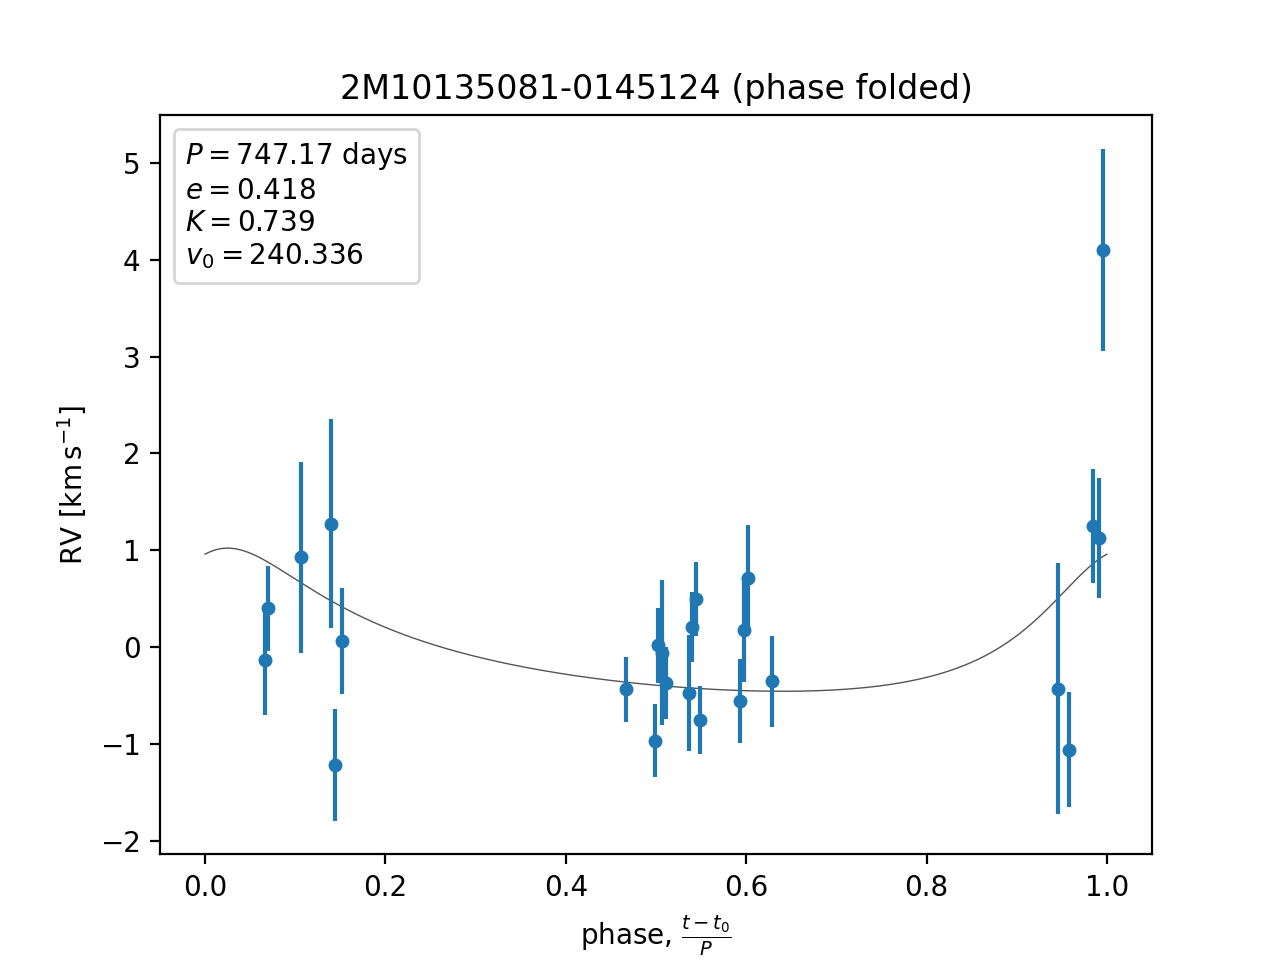 2M10135081-0145124 (phase folded)
P = 747.17 days
e = 0.418
K = 0.739
v₀ = 240.336
RV [km s⁻¹]
5
4
3
2
1
0
−1
−2
0.0 0.2 0.4 0.6 0.8 1.0
phase, (t − t₀)/P